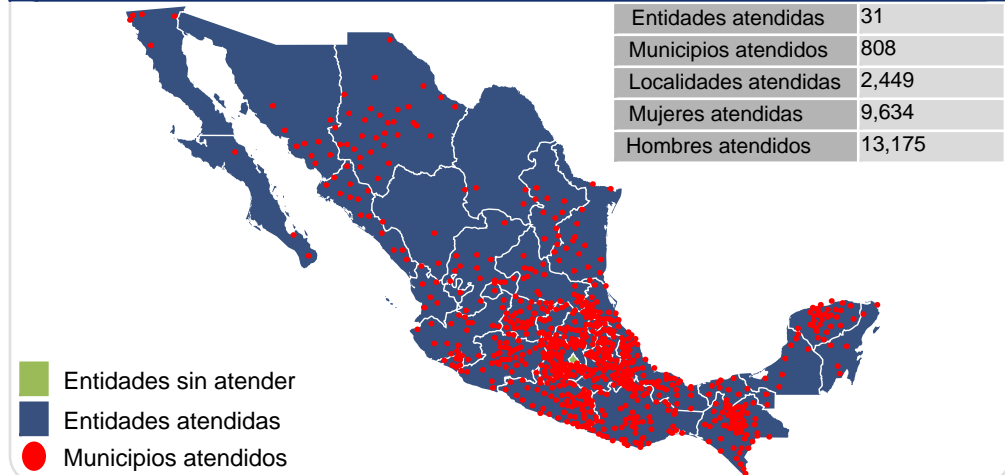 Entidades atendidas 31
Municipios atendidos 808
Localidades atendidas 2,449
Mujeres atendidas 9,634
Hombres atendidos 13,175
Entidades sin atender
Entidades atendidas
Municipios atendidos